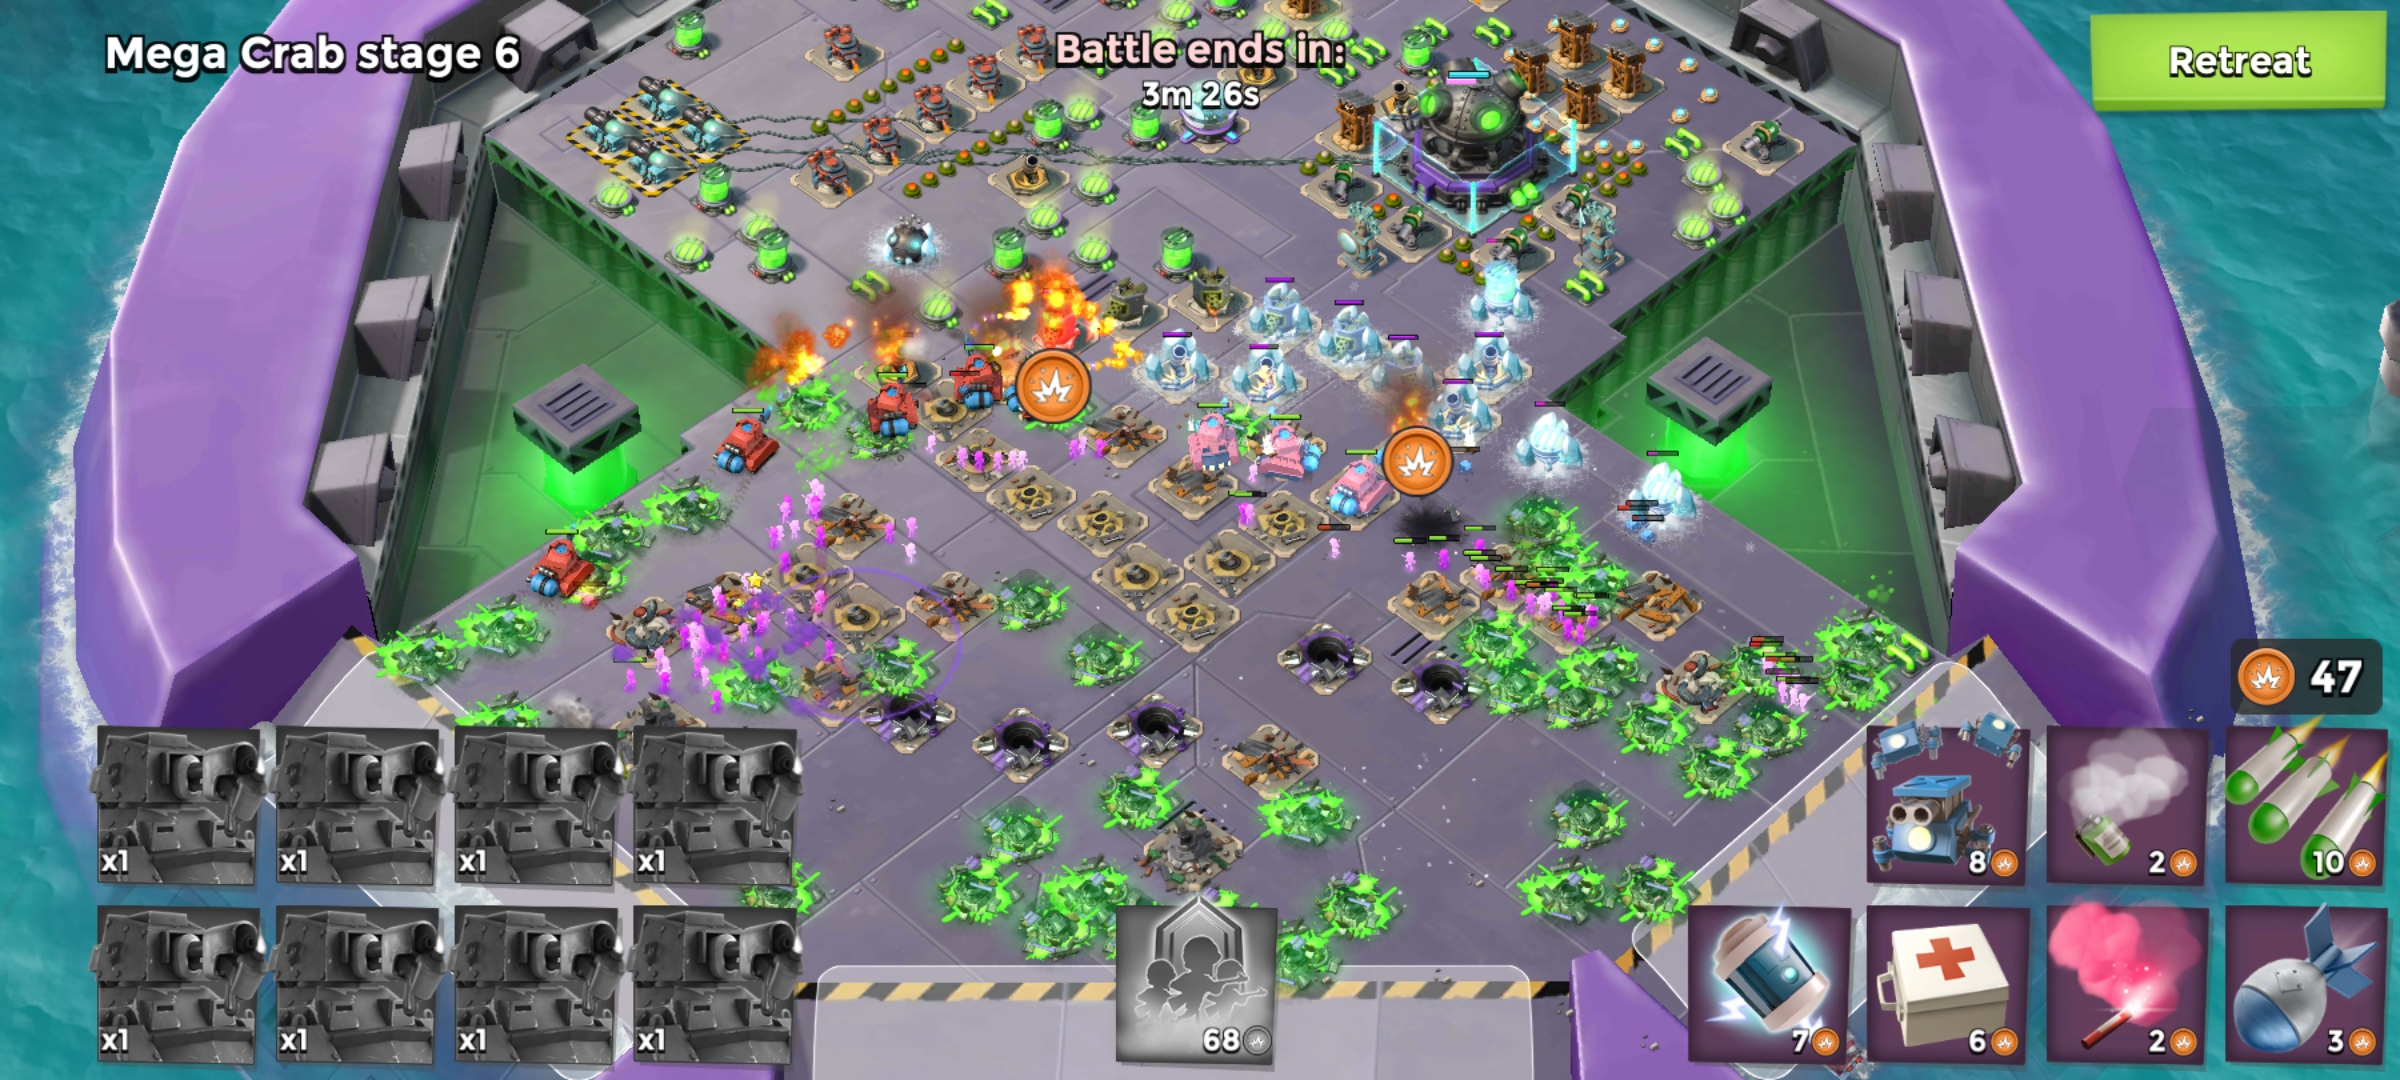 Mega Crab stage 6
Battle ends in:
3m 26s
Retreat
47
8
2
10
x1
x1
x1
x1
x1
x1
x1
x1
68
7
6
2
3